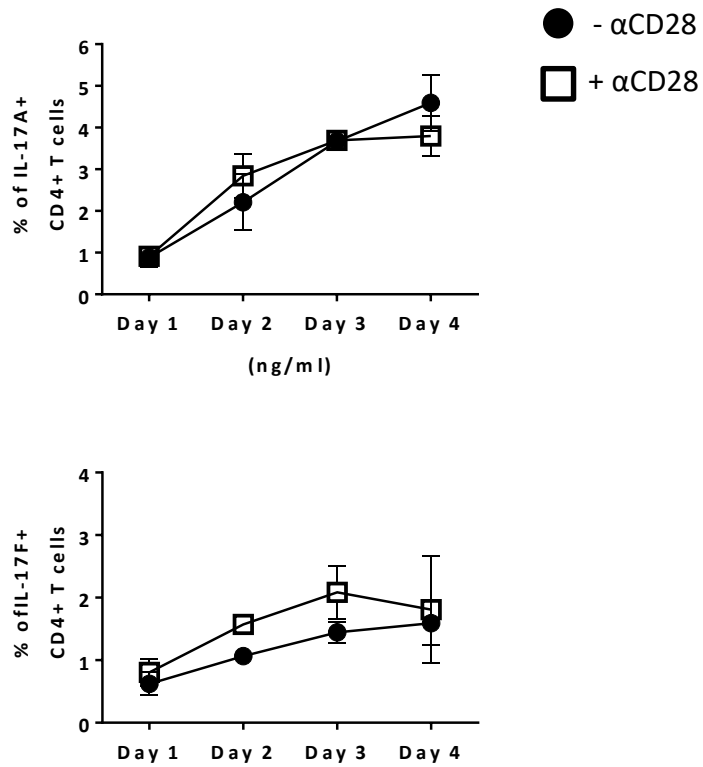 - αCD28
+ αCD28
% of IL-17A+
CD4+ T cells
6
5
4
3
2
1
0
Day 1 Day 2 Day 3 Day 4
(ng/ml)
% ofIL-17F+
CD4+ T cells
4
3
2
1
0
Day 1 Day 2 Day 3 Day 4